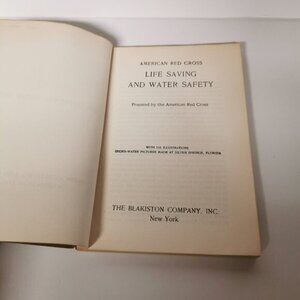 AMERICAN RED CROSS
LIFE SAVING
AND WATER SAFETY
Prepared by the American Red Cross
WITH ILLUSTRATIONS
UNDER-WATER PICTURES MADE AT SILVER SPRINGS, FLORIDA
THE BLAKISTON COMPANY, INC.
New York